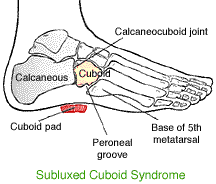 Calcaneocuboid joint
Calcaneous
Cuboid
Cuboid pad
Peroneal
groove
Base of 5th
metatarsal
Subluxed Cuboid Syndrome